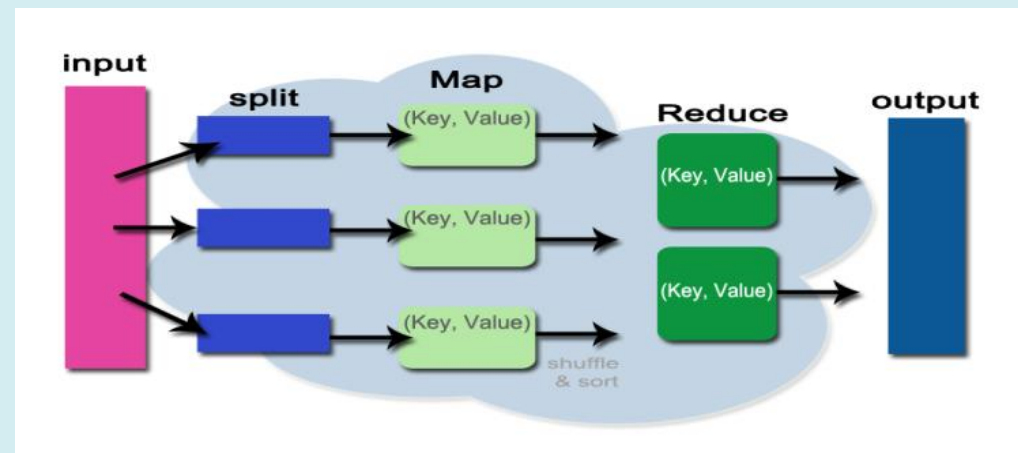 input
split
Map
Reduce
output
(Key, Value)
(Key, Value)
(Key, Value)
(Key, Value)
(Key, Value)
shuffle
& sort